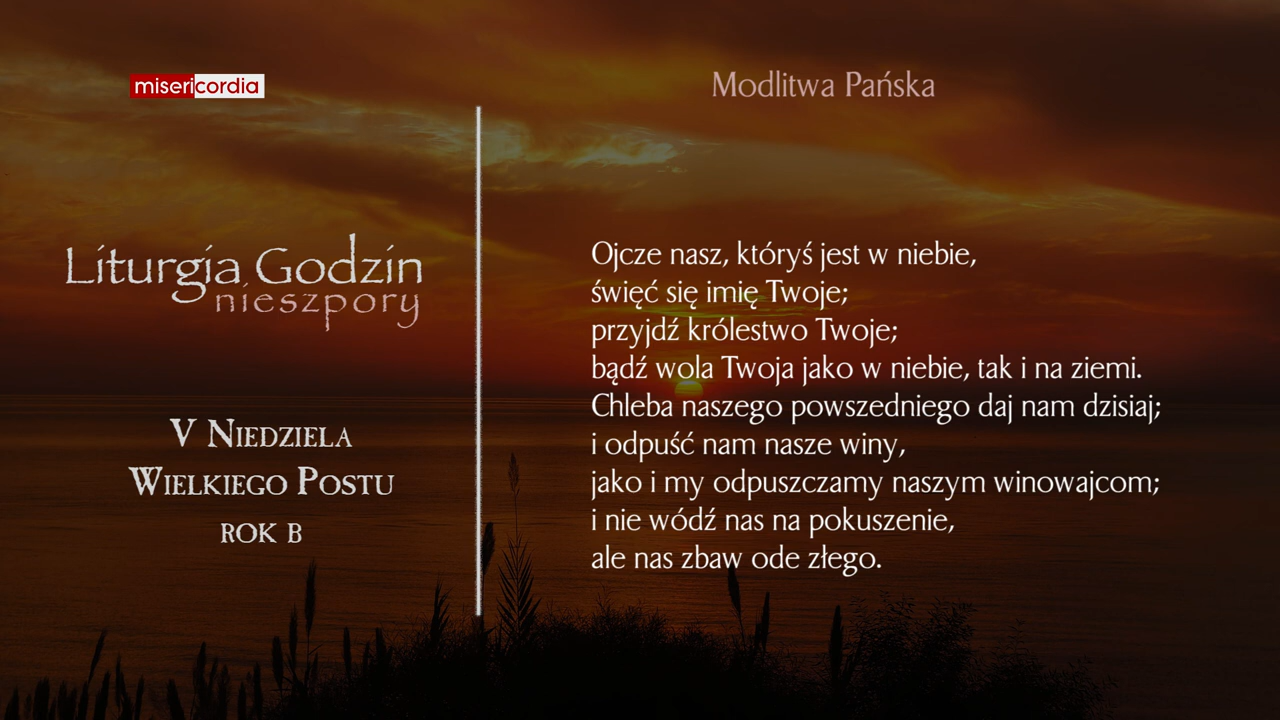 misericordia
Liturgia Godzin
nieszpory
V Niedziela
Wielkiego Postu
rok B
Modlitwa Pańska
Ojcze nasz, któryś jest w niebie,
święć się imię Twoje;
przyjdź królestwo Twoje;
bądź wola Twoja jako w niebie, tak i na ziemi.
Chleba naszego powszedniego daj nam dzisiaj;
i odpuść nam nasze winy,
jako i my odpuszczamy naszym winowajcom;
i nie wódź nas na pokuszenie,
ale nas zbaw ode złego.